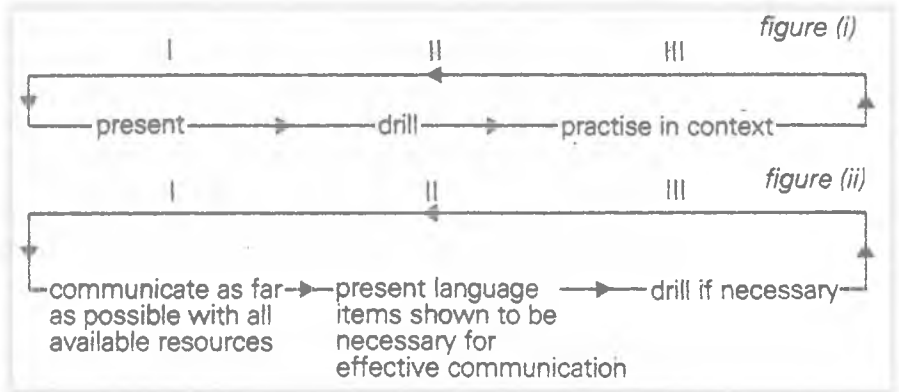 figure (i)
I II III
present drill practise in context
figure (ii)
I II III
communicate as far present language drill if necessary
as possible with all items shown to be
available resources necessary for
effective communication